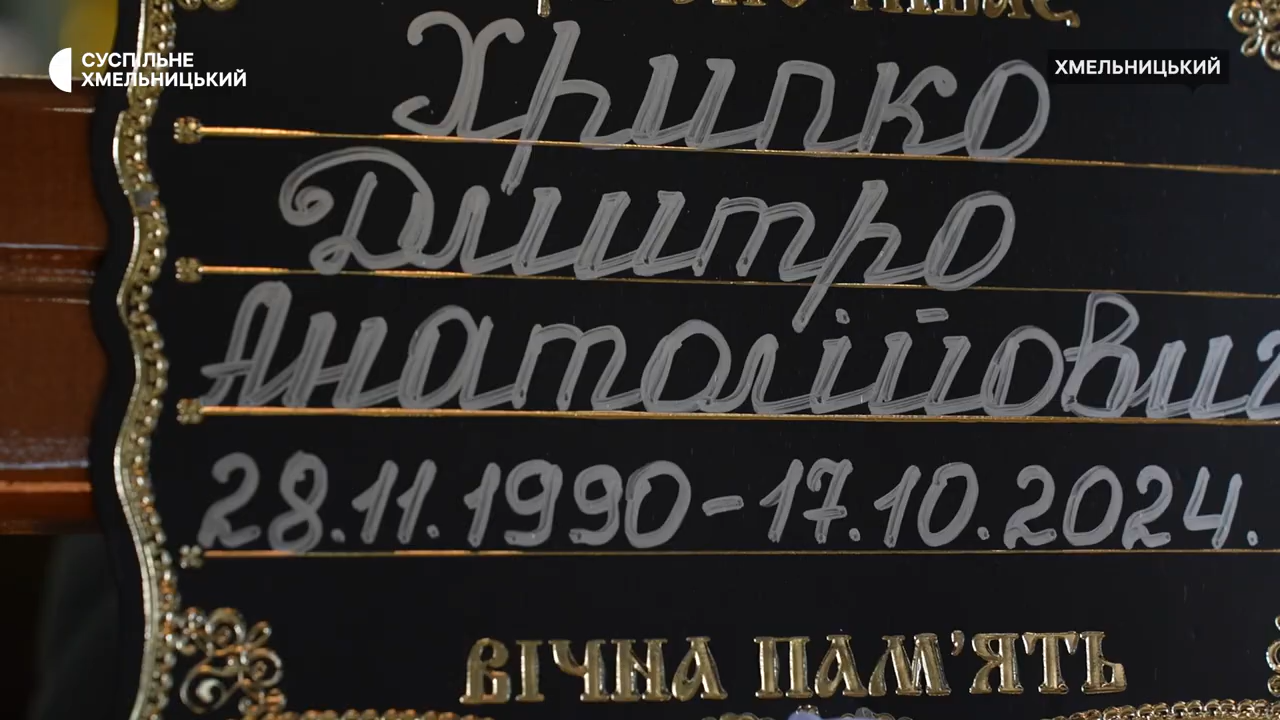 СУСПІЛЬНЕ
ХМЕЛЬНИЦЬКИЙ
ХМЕЛЬНИЦЬКИЙ
Хрипко
Дмитро
Анатолійович
28.11.1990-17.10.2024.
ВІЧНА ПАМ'ЯТЬ